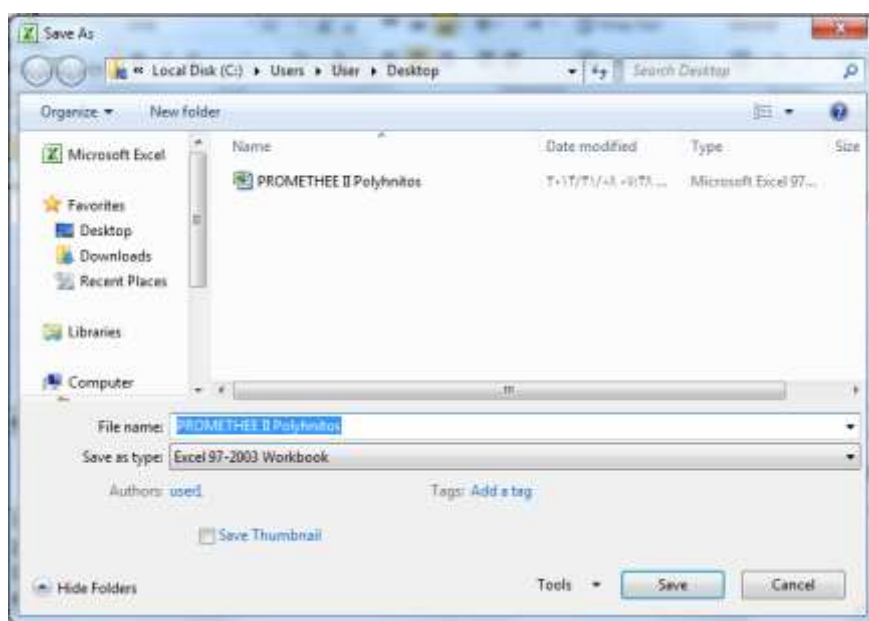 Save As
« Local Disk (C:) ▸ Users ▸ User ▸ Desktop
Search Desktop
Organize
New folder
Name
Date modified
Type
Size
Microsoft Excel
PROMETHEE II Polyhnitos
Microsoft Excel 97...
Favorites
Desktop
Downloads
Recent Places
Libraries
Computer
File name: PROMETHEE II Polyhnitos
Save as type: Excel 97-2003 Workbook
Authors:
Tags: Add a tag
Save Thumbnail
Hide Folders
Tools
Save
Cancel